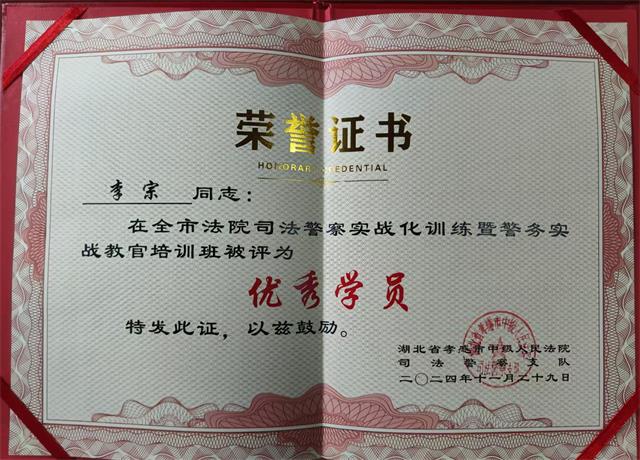 荣誉证书
HONORARY CREDENTIAL
李宗 同志：
在全市法院司法警察实战化训练暨警务实
战教官培训班被评为
优秀学员
特发此证，以兹鼓励。
湖北省孝感市中级人民法院
司法警察支队
二〇二四年十一月二十九日